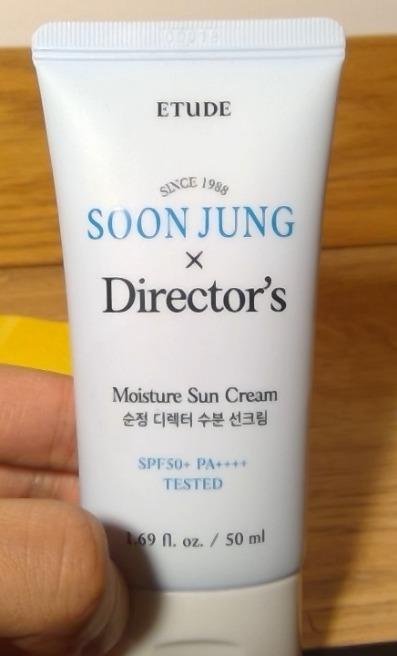 ETUDE
SINCE 1988
SOON JUNG
×
Director's
Moisture Sun Cream
순정 디렉터 수분 선크림
SPF50+ PA++++
TESTED
1.69 fl. oz. / 50 ml